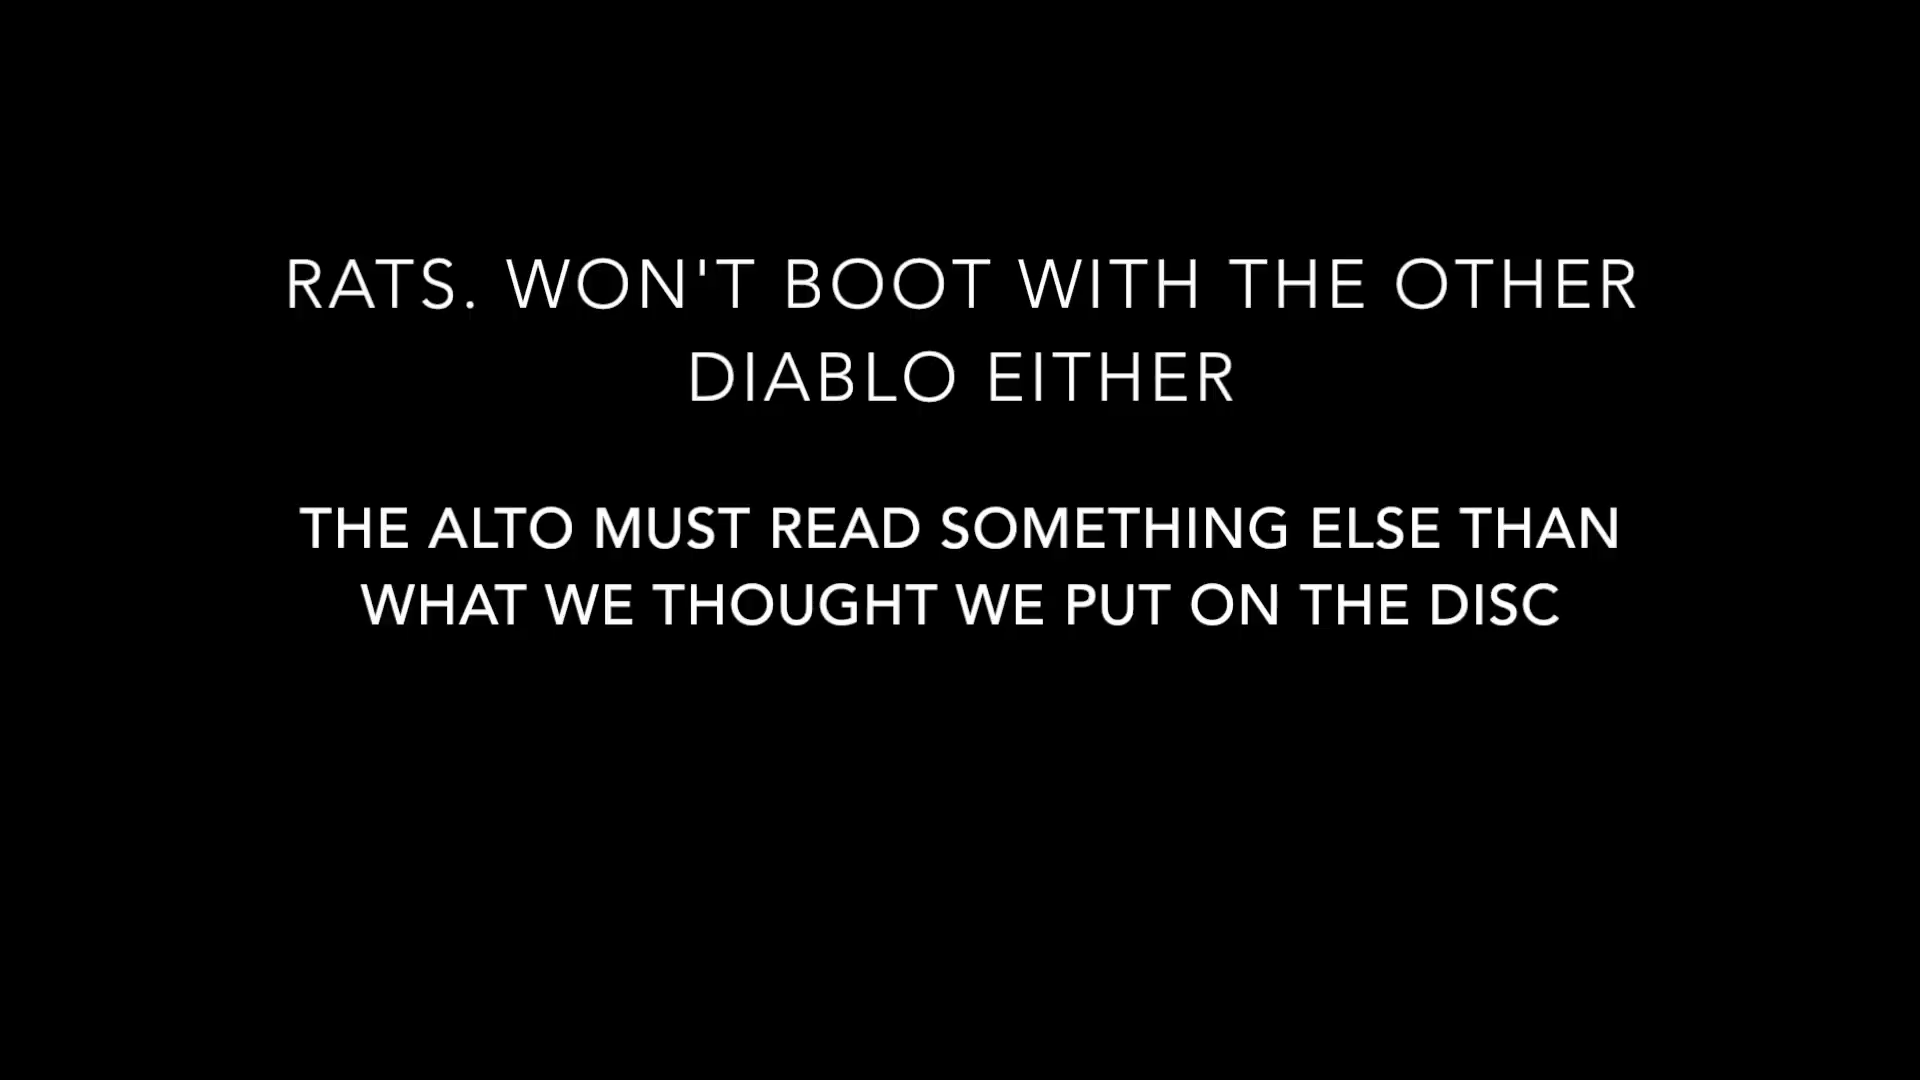 RATS. WON'T BOOT WITH THE OTHER
DIABLO EITHER
THE ALTO MUST READ SOMETHING ELSE THAN
WHAT WE THOUGHT WE PUT ON THE DISC